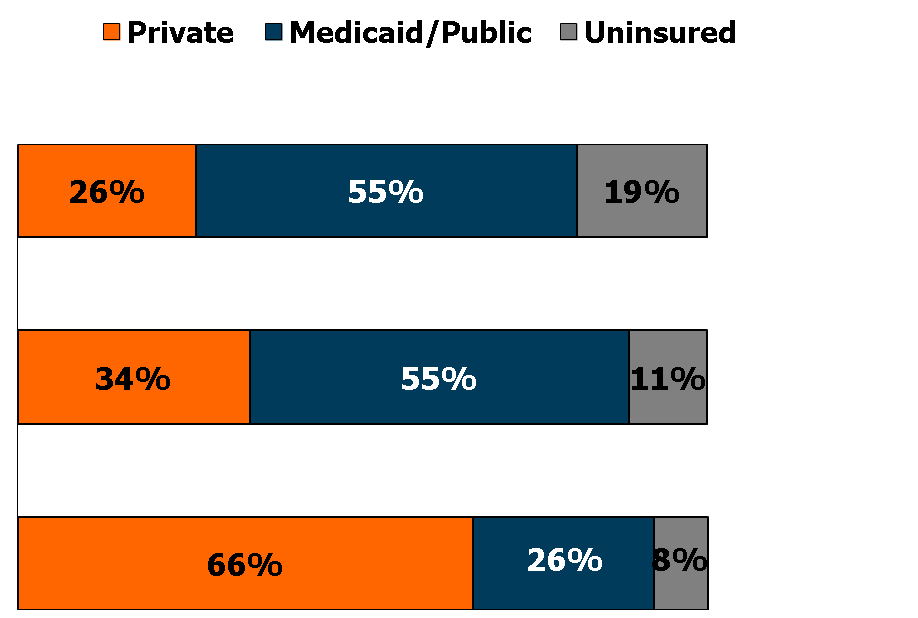 Private Medicaid/Public Uninsured
26% 55% 19%
34% 55% 11%
66% 26% 8%